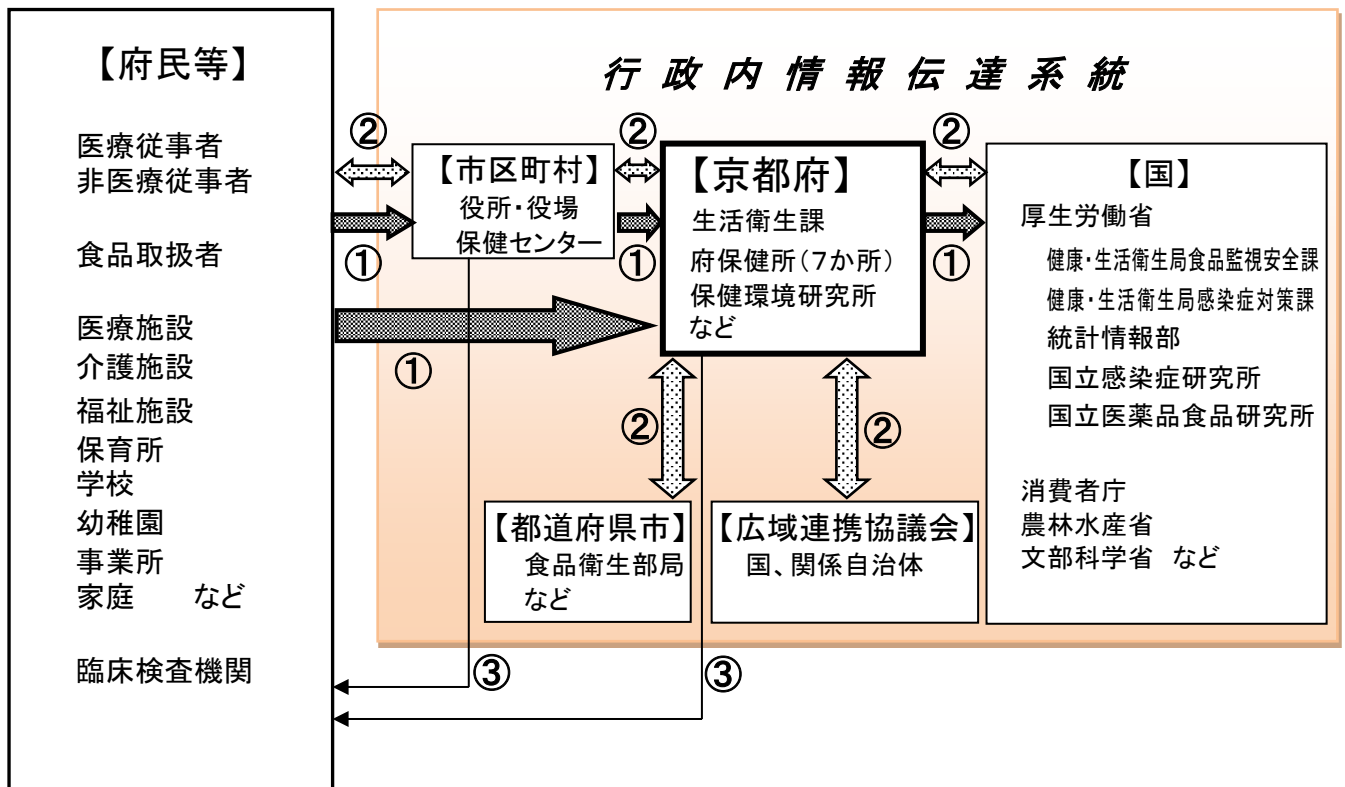 【府民等】
医療従事者
非医療従事者
食品取扱者
医療施設
介護施設
福祉施設
保育所
学校
幼稚園
事業所
家庭　など
臨床検査機関
行政内情報伝達系統
②
②
②
【市区町村】
役所・役場
保健センター
①
①
①
①
【京都府】
生活衛生課
府保健所（７か所）
保健環境研究所
など
【国】
厚生労働省
健康・生活衛生局食品監視安全課
健康・生活衛生局感染症対策課
統計情報部
国立感染症研究所
国立医薬品食品研究所
消費者庁
農林水産省
文部科学省　など
②
②
【都道府県市】
食品衛生部局
など
【広域連携協議会】
国、関係自治体
③
③